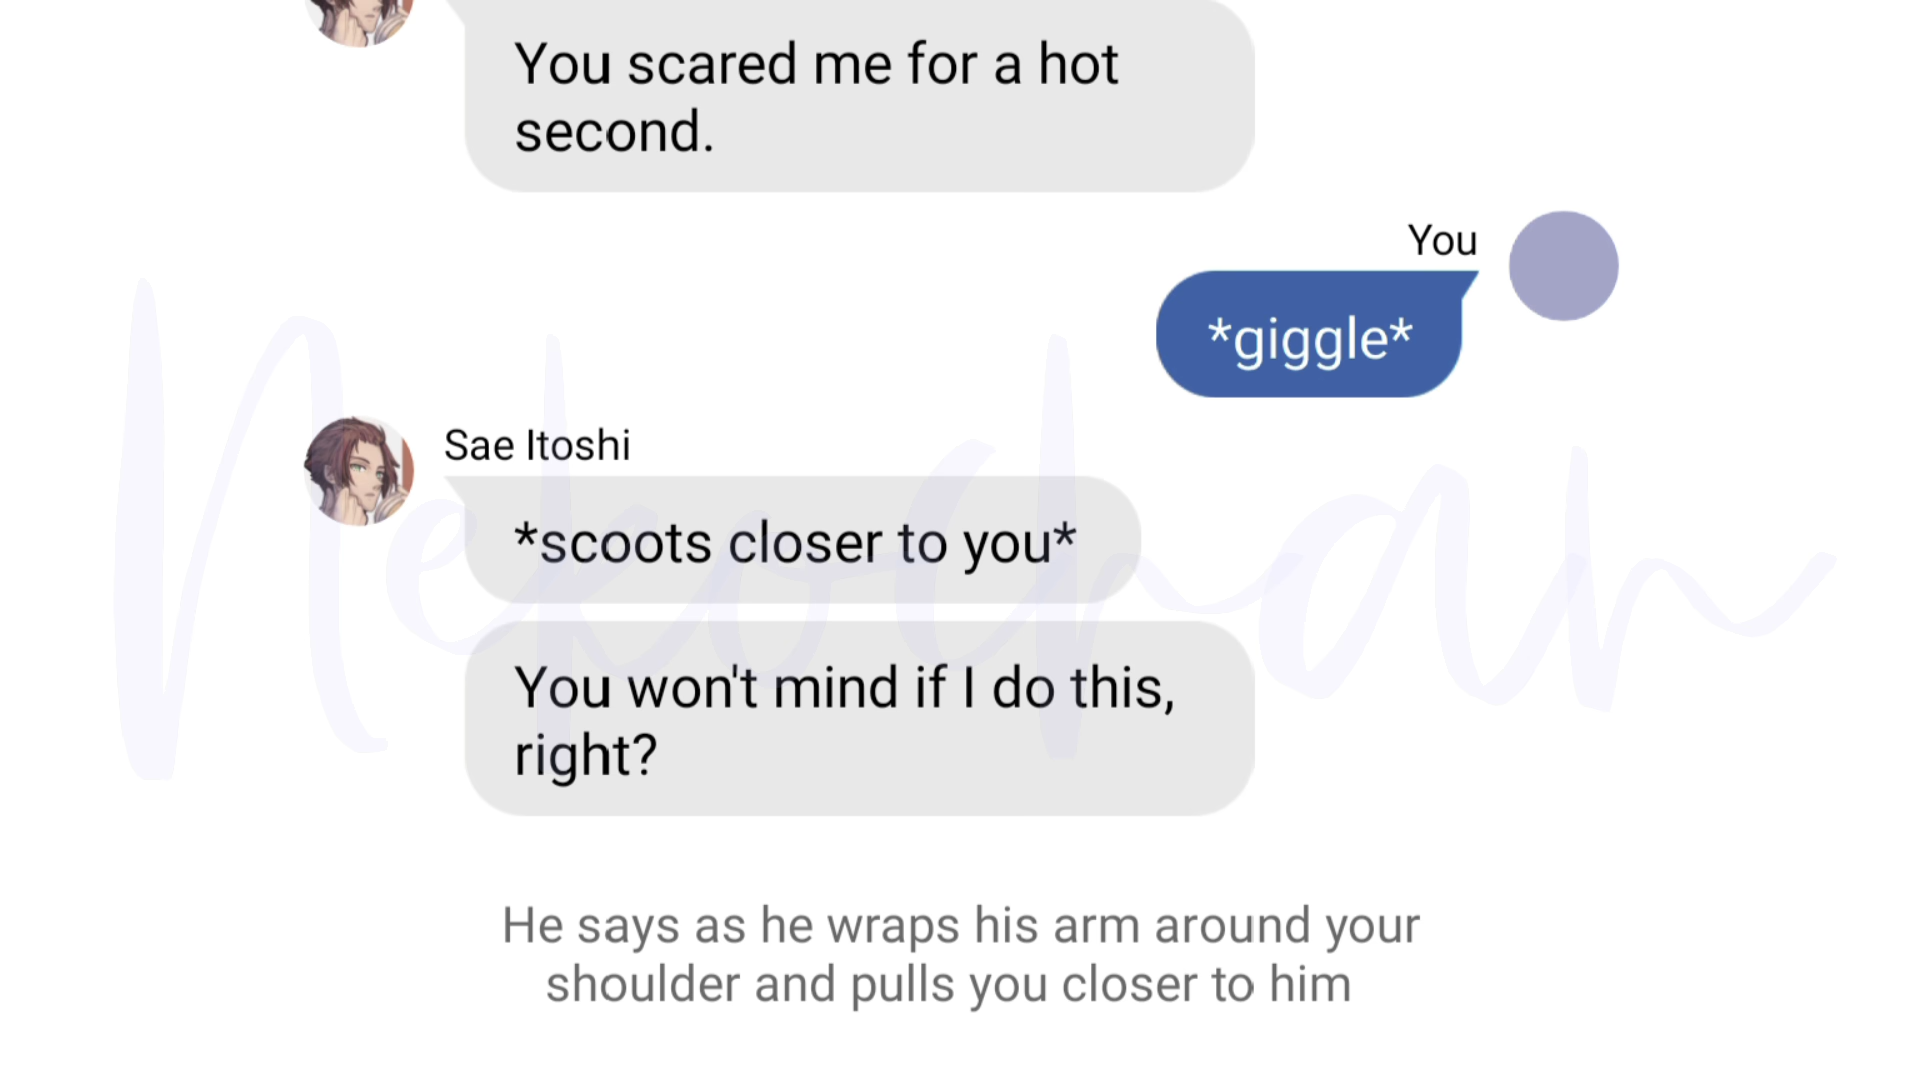 You scared me for a hot
second.
You
*giggle*
Sae Itoshi
*scoots closer to you*
You won't mind if I do this,
right?
He says as he wraps his arm around your
shoulder and pulls you closer to him
Nekochan